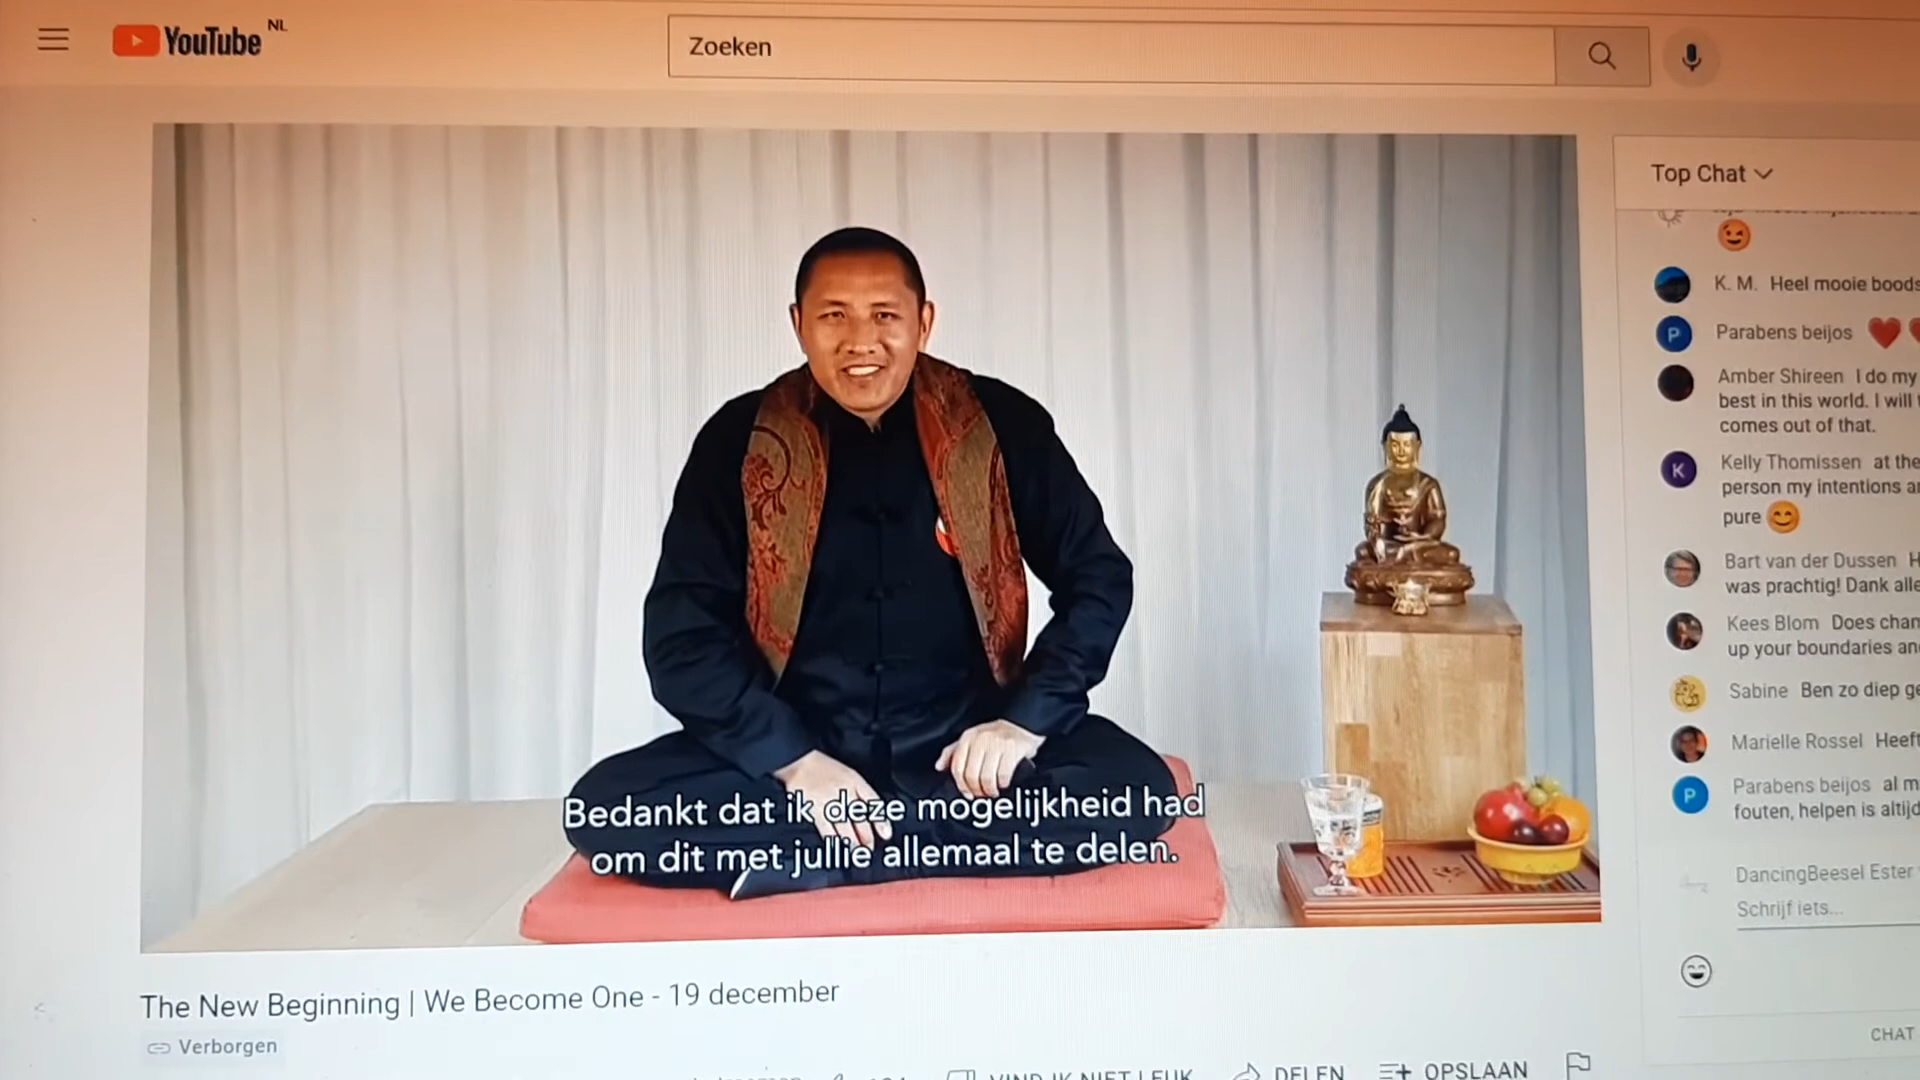 YouTube NL
Zoeken
Top Chat
K. M. Heel mooie boods
Parabens beijos
Amber Shireen I do my
best in this world. I will
comes out of that.
Kelly Thomissen at the
person my intentions
pure
Bart van der Dussen
was prachtig! Dank alle
Kees Blom Does
up your boundaries
Sabine Ben zo diep
Marielle Rossel Heeft
Parabens beijos al
fouten, helpen is altijd
DancingBeesel Ester
Schrijf iets...
CHAT
Bedankt dat ik deze mogelijkheid had
om dit met jullie allemaal te delen.
The New Beginning | We Become One - 19 december
Verborgen
VIND IK NIET LEUK
DELEN
OPSLAAN
P
K
P